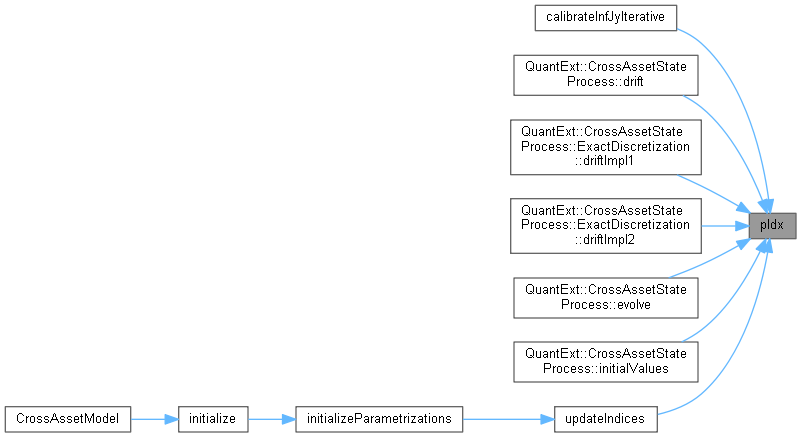 calibrateInfJyIterative
QuantExt::CrossAssetState
Process::drift
QuantExt::CrossAssetState
Process::ExactDiscretization
::driftImpl1
QuantExt::CrossAssetState
Process::ExactDiscretization
::driftImpl2
pIdx
QuantExt::CrossAssetState
Process::evolve
QuantExt::CrossAssetState
Process::initialValues
CrossAssetModel
initialize
initializeParametrizations
updateIndices